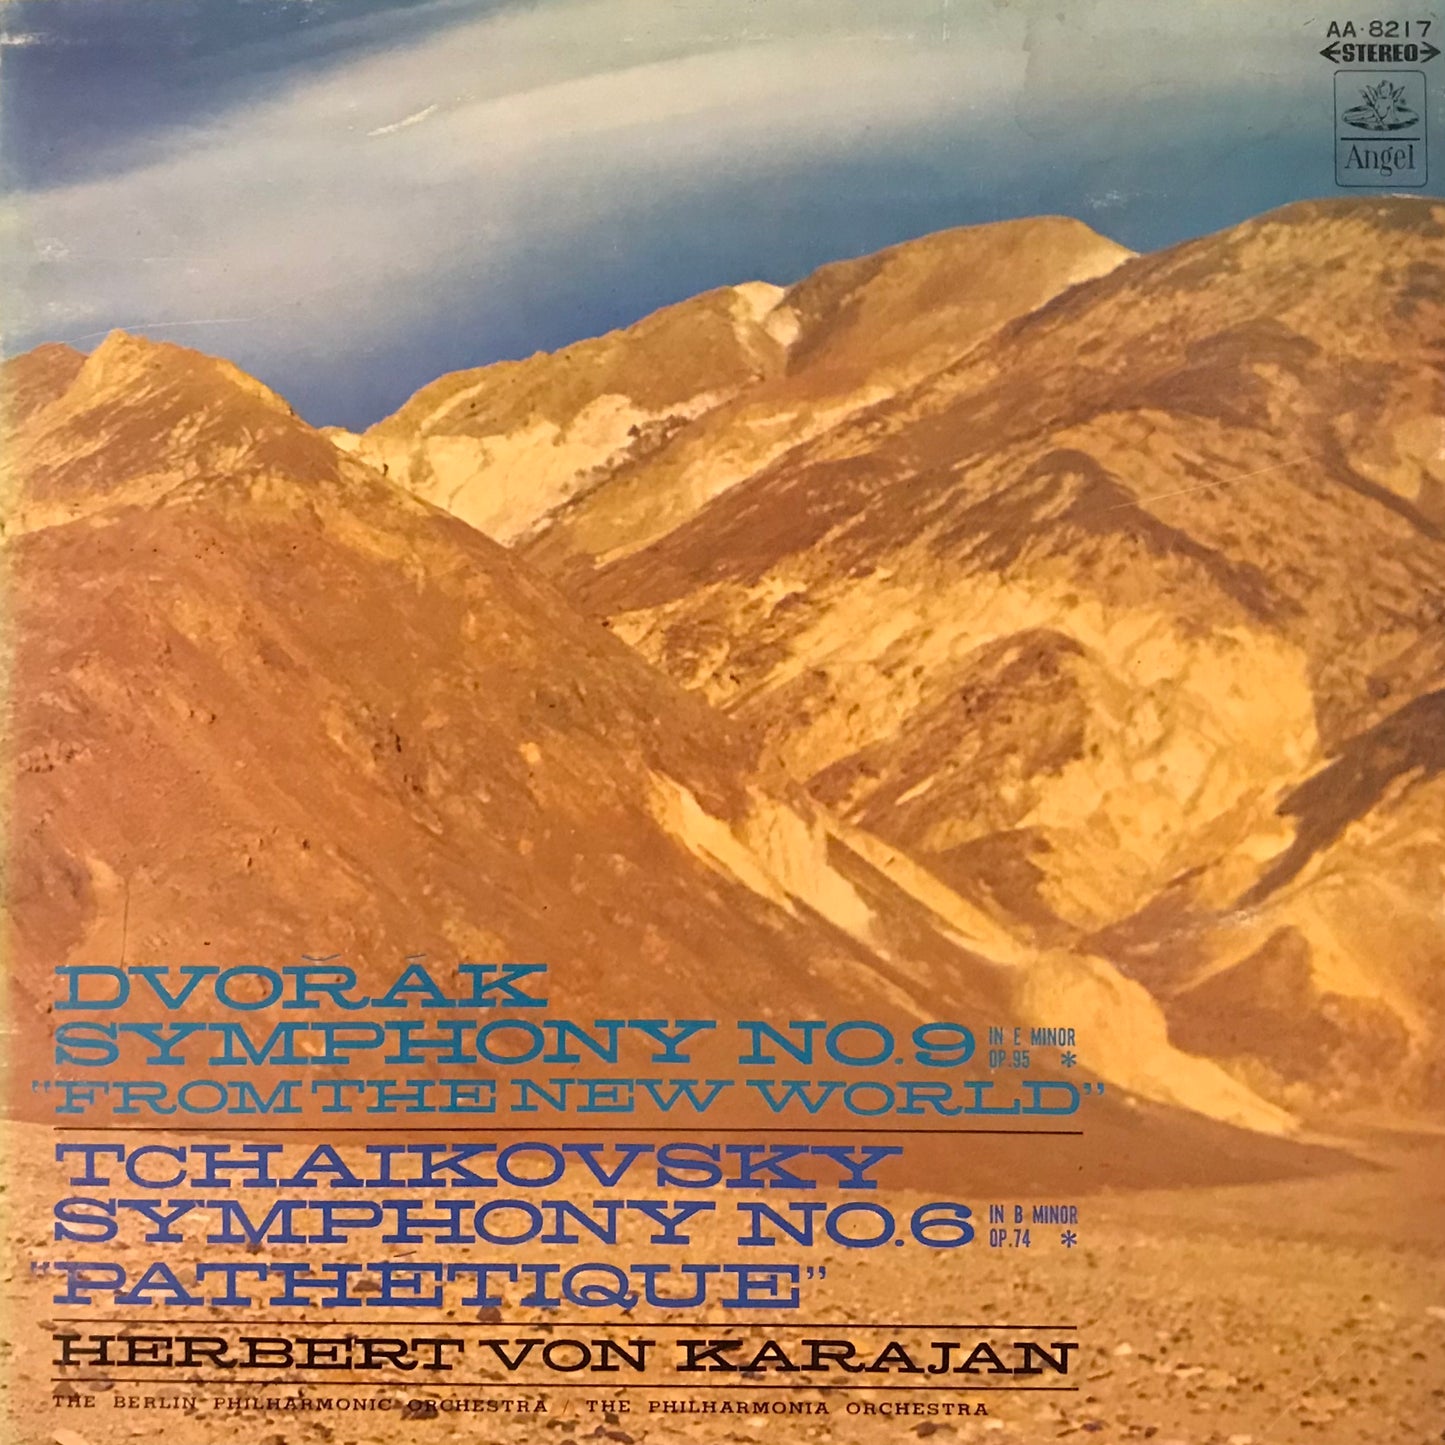 AA·8217
STEREO
Angel
DVOŘÁK
SYMPHONY NO.9 IN E MINOR OP.95 *
"FROM THE NEW WORLD"
TCHAIKOVSKY
SYMPHONY NO.6 IN B MINOR OP.74 *
"PATHÉTIQUE"
HERBERT VON KARAJAN
THE BERLIN PHILHARMONIC ORCHESTRA / THE PHILHARMONIA ORCHESTRA